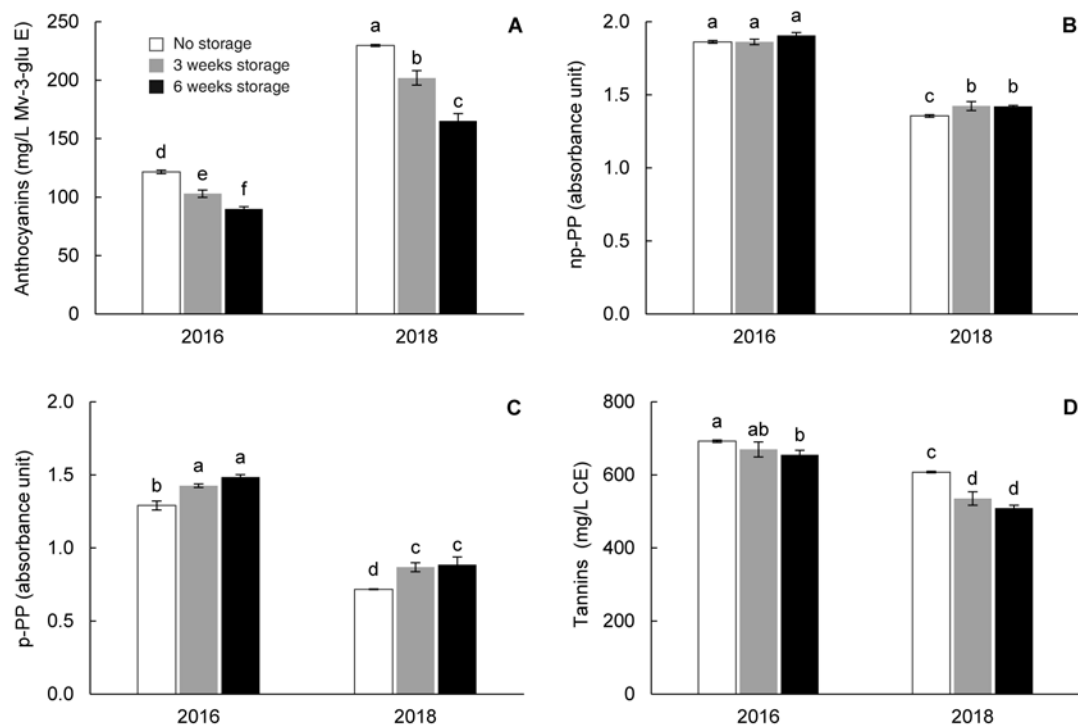 A
Anthocyanins (mg/L Mv-3-glu E)
250
200
150
100
50
0
No storage
3 weeks storage
6 weeks storage
d
e
f
a
b
c
2016
2018
B
np-PP (absorbance unit)
2.0
1.5
1.0
0.5
0.0
a
a
a
c
b
b
2016
2018
C
p-PP (absorbance unit)
2.0
1.5
1.0
0.5
0.0
b
a
a
d
c
c
2016
2018
D
Tannins (mg/L CE)
800
600
400
200
0
a
ab
b
c
d
d
2016
2018